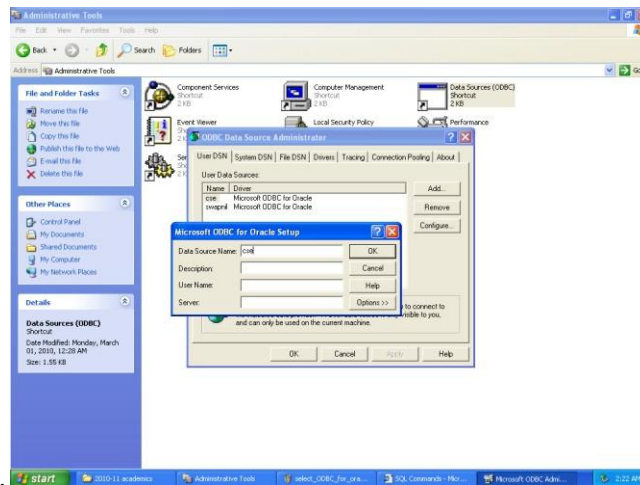 Administrative Tools
File Edit View Favorites Tools Help
Back Search Folders
Address Administrative Tools Go
File and Folder Tasks
Rename this file
Move this file
Copy this file
Publish this file to the Web
E-mail this file
Delete this file
Other Places
Control Panel
My Documents
Shared Documents
My Computer
My Network Places
Details
Data Sources (ODBC)
Shortcut
Date Modified: Monday, March
01, 2010, 12:28 AM
Size: 1.55 KB
Component Services
Shortcut
2 KB
Computer Management
Shortcut
2 KB
Data Sources (ODBC)
Shortcut
2 KB
Event Viewer
Local Security Policy
Performance
ODBC Data Source Administrator
User DSN System DSN File DSN Drivers Tracing Connection Pooling About
User Data Sources:
Name Driver
cse Microsoft ODBC for Oracle
swapnil Microsoft ODBC for Oracle
Add...
Remove
Configure...
Microsoft ODBC for Oracle Setup
Data Source Name: cse
Description:
User Name:
Server:
OK
Cancel
Help
Options >>
to connect to
visible to you,
and can only be used on the current machine.
OK Cancel Apply Help
start 2010-11 academics Administrative Tools select_ODBC_for_ora... SQL Commands - Micr... Microsoft ODBC Admi... 2:22 AM